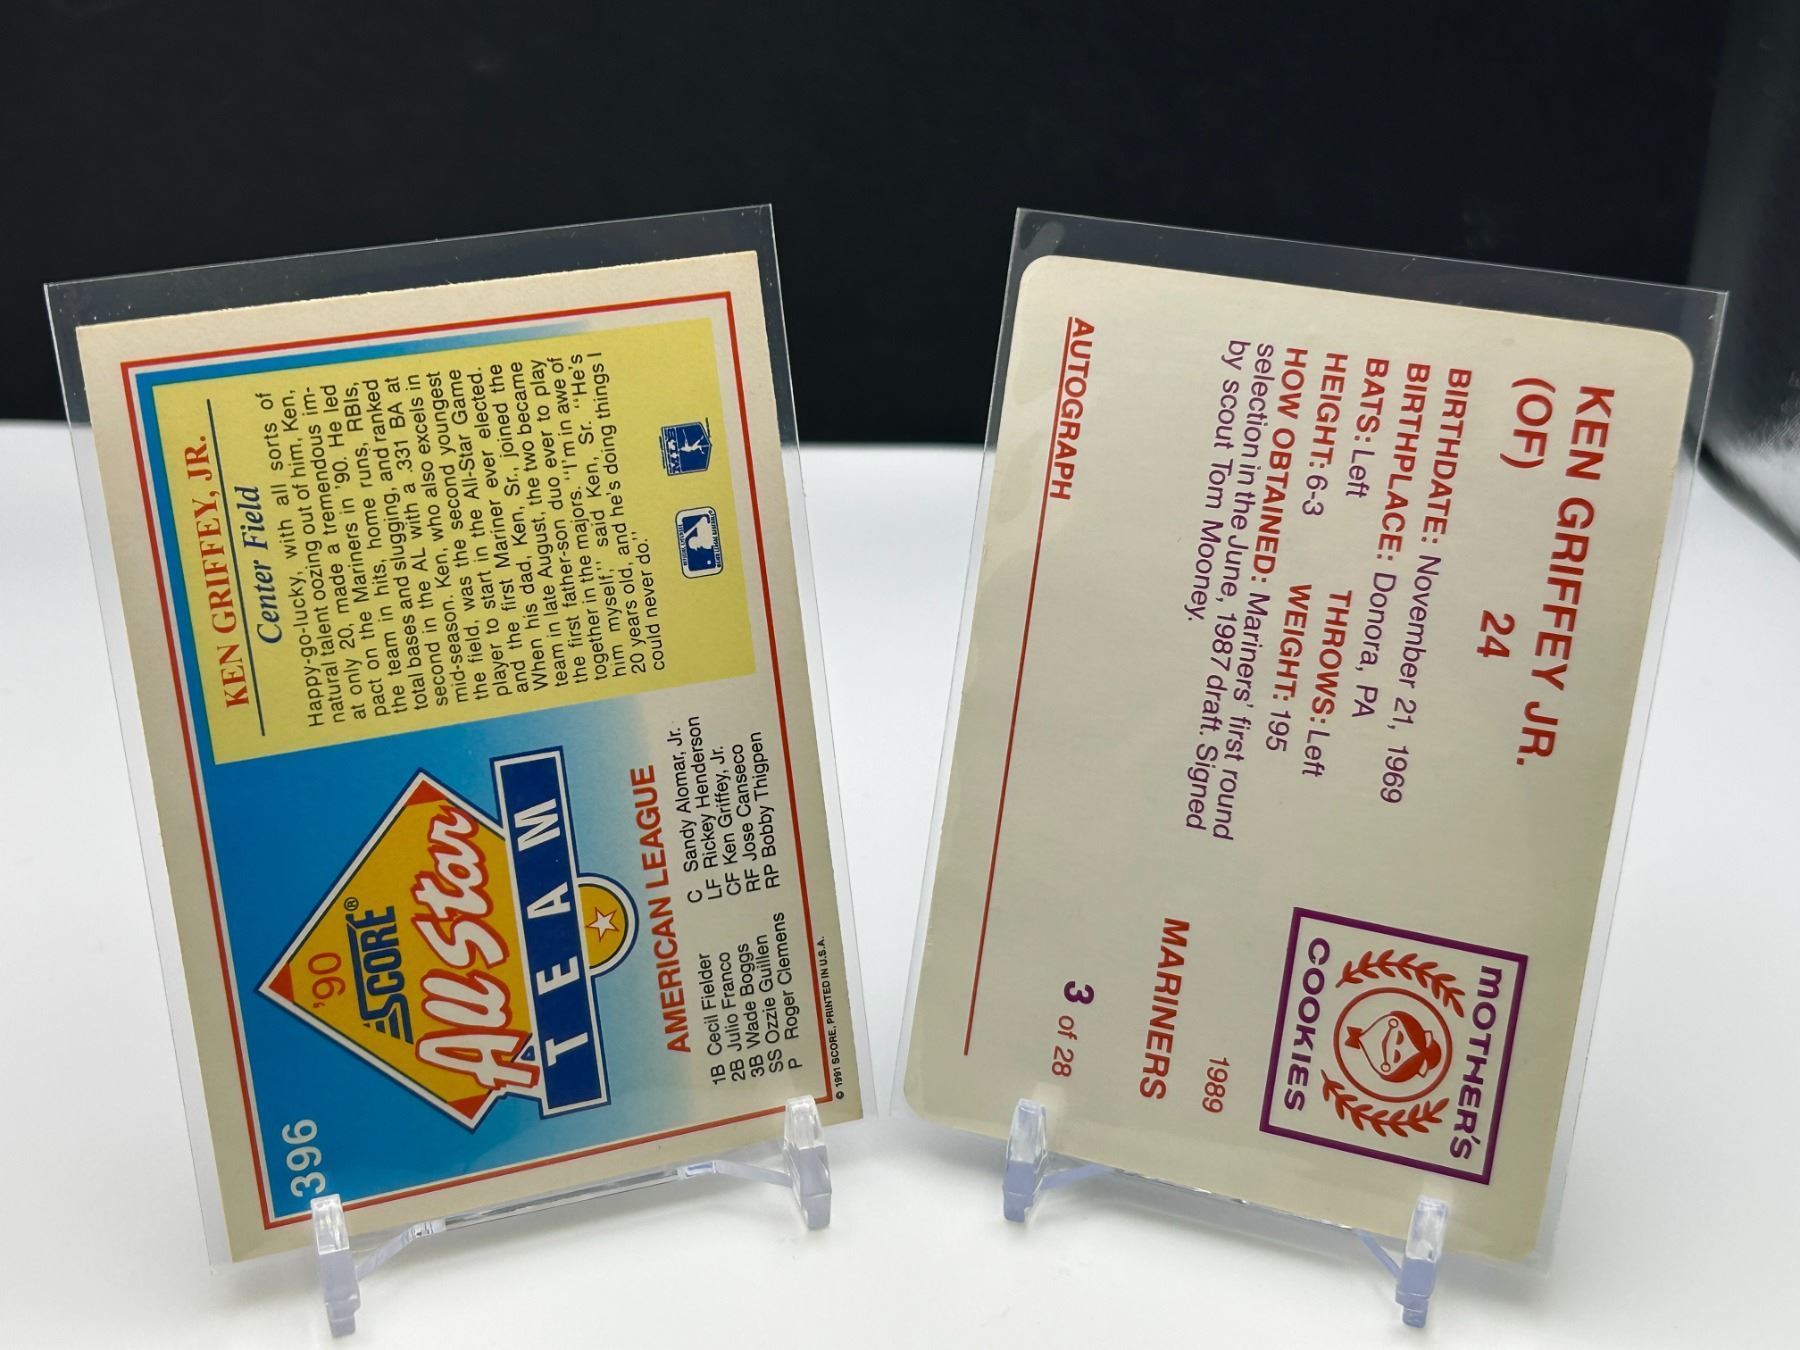 KEN GRIFFEY, JR.
Center Field
Happy-go-lucky, with all sorts of
natural talent oozing out of him, Ken,
at only 20, made a tremendous im-
pact on the Mariners in '90. He led
the team in hits, home runs, RBIs,
total bases and slugging, and ranked
second in the AL with a .331 BA at
mid-season. Ken, who also excels in
the field, was the second youngest
player to start in the All-Star Game
and the first Mariner ever elected.
When his dad, Ken, Sr., joined the
team in late August, the two became
the first father-son duo ever to play
together in the majors. "I'm in awe of
him myself," said Ken, Sr. "He's
20 years old, and he's doing things I
could never do."
396
'90
SCORE®
All Star
TEAM
AMERICAN LEAGUE
1B Cecil Fielder
2B Julio Franco
3B Wade Boggs
SS Ozzie Guillen
P Roger Clemens
C Sandy Alomar, Jr.
LF Rickey Henderson
CF Ken Griffey, Jr.
RF Jose Canseco
RP Bobby Thigpen
© 1991 SCORE, PRINTED IN U.S.A.
KEN GRIFFEY JR.
(OF) 24
BIRTHDATE: November 21, 1969
BIRTHPLACE: Donora, PA
BATS: Left THROWS: Left
HEIGHT: 6-3 WEIGHT: 195
HOW OBTAINED: Mariners' first round
selection in the June, 1987 draft. Signed
by scout Tom Mooney.
AUTOGRAPH
MOTHER'S
COOKIES
1989
MARINERS
3 of 28